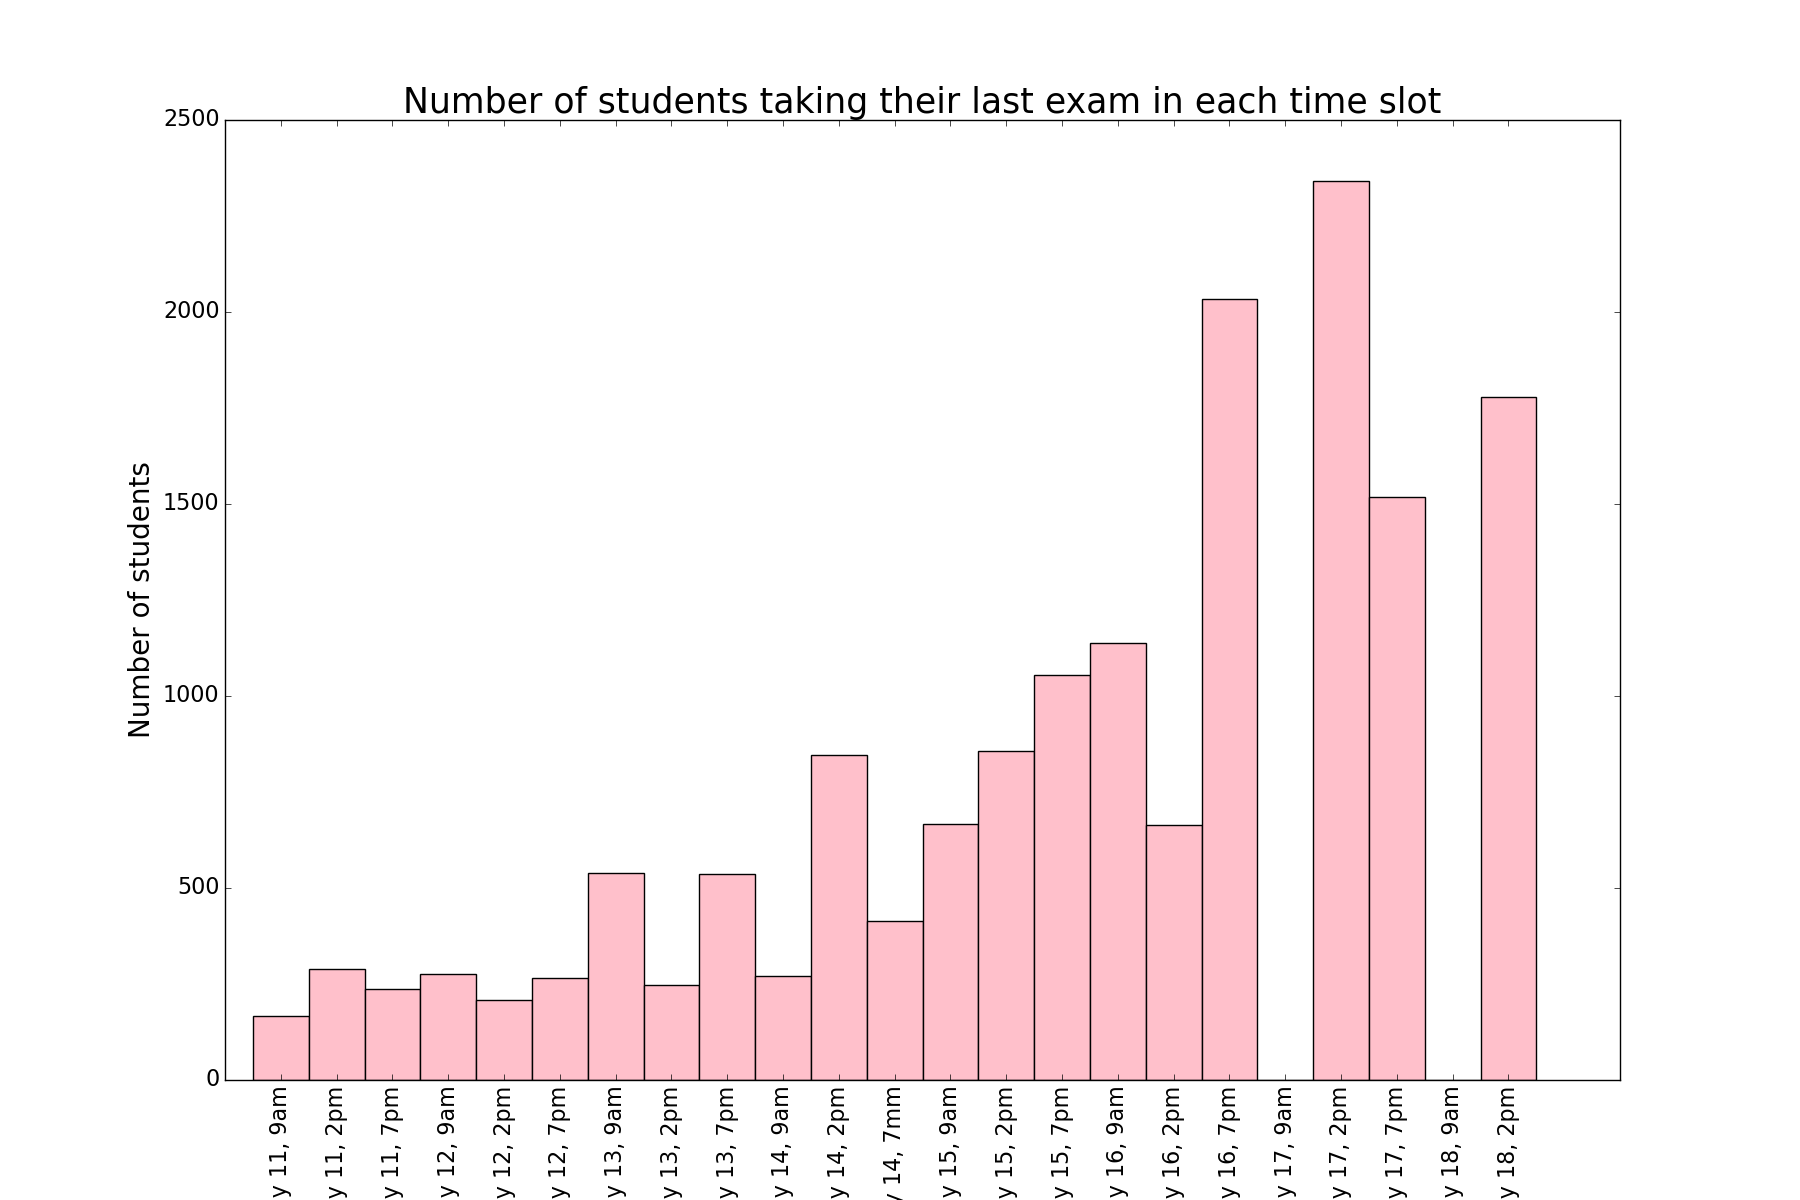 Number of students taking their last exam in each time slot
Number of students
2500
2000
1500
1000
500
0
y 11, 9am
y 11, 2pm
y 11, 7pm
y 12, 9am
y 12, 2pm
y 12, 7pm
y 13, 9am
y 13, 2pm
y 13, 7pm
y 14, 9am
y 14, 2pm
y 14, 7mm
y 15, 9am
y 15, 2pm
y 15, 7pm
y 16, 9am
y 16, 2pm
y 16, 7pm
y 17, 9am
y 17, 2pm
y 17, 7pm
y 18, 9am
y 18, 2pm